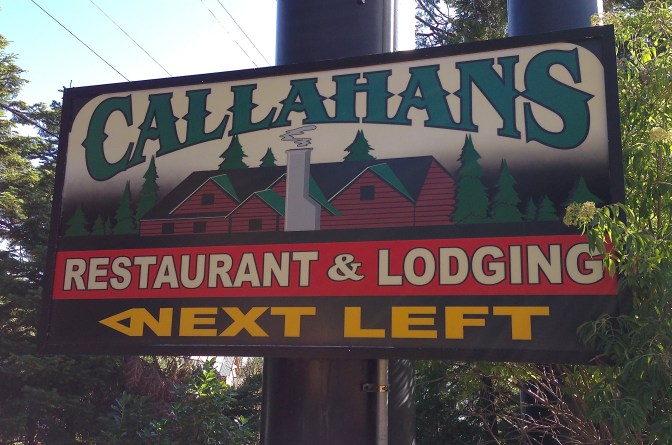 CALLAHANS
RESTAURANT & LODGING
NEXT LEFT